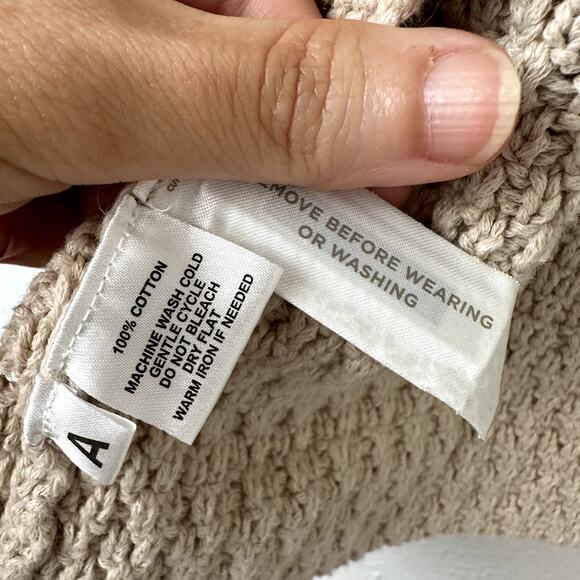 100% COTTON
MACHINE WASH COLD
GENTLE CYCLE
DO NOT BLEACH
DRY FLAT
WARM IRON IF NEEDED
A
EMOVE BEFORE WEARING
OR WASHING